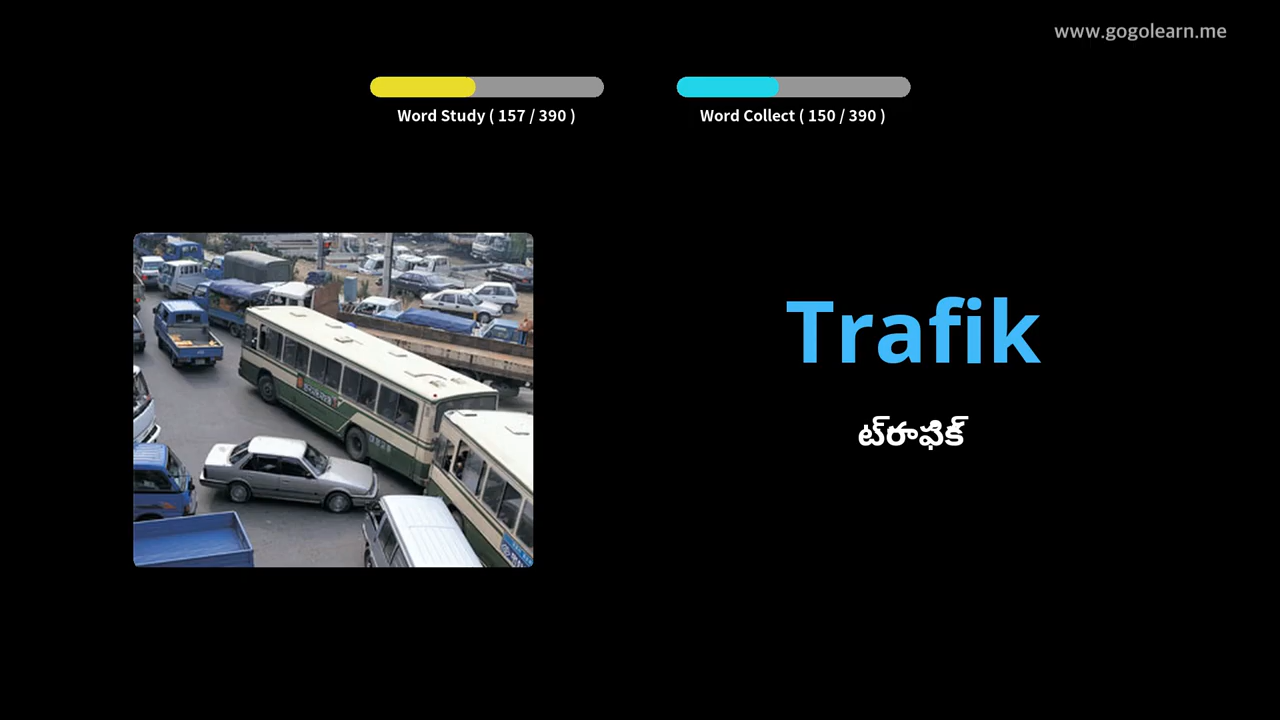 www.gogolearn.me
Word Study ( 157 / 390 )
Word Collect ( 150 / 390 )
Trafik
ట్‌రాఫిక్